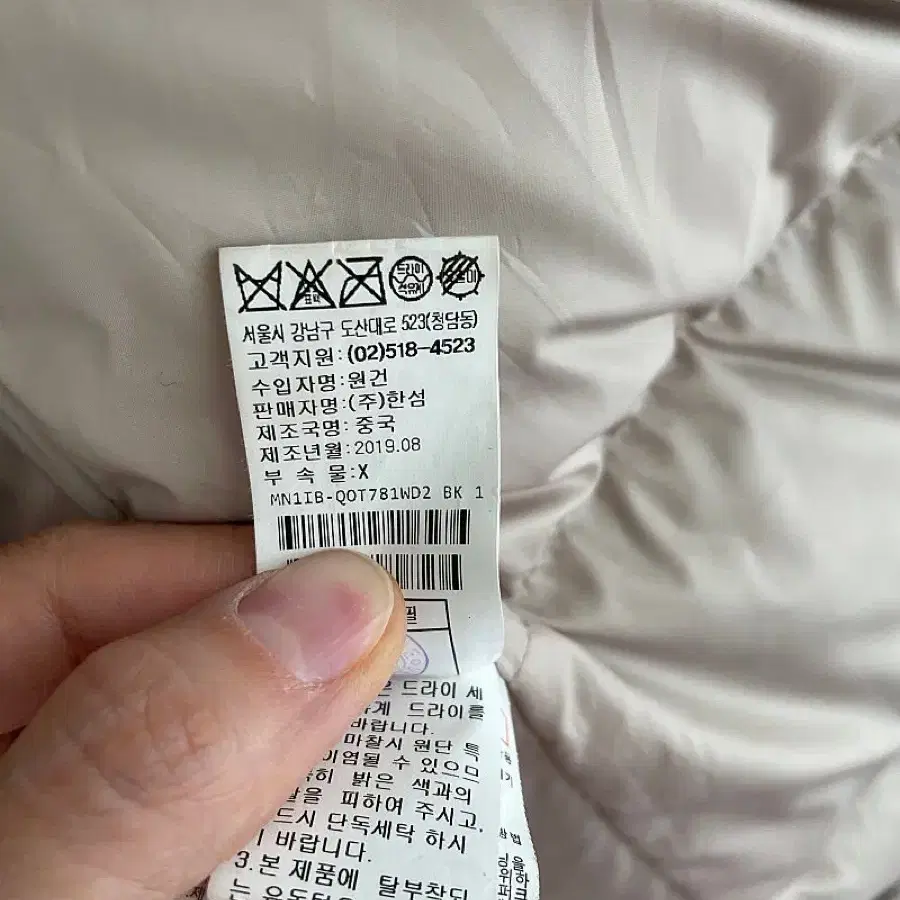 표백
드라이
석유계
서울시 강남구 도산대로 523(청담동)
고객지원:(02)518-4523
수입자명:원건
판매자명:(주)한섬
제조국명:중국
제조년월:2019.08
부 속 물:X
MN1IB-QOT781WD2 BK 1
필
드라이 세
드라이를
바랍니다.
마찰시 원단 특
이염될 수 있으므
밝은 색과의
피하여 주시고,
단독세탁 하시
바랍니다.
3.본 제품에 탈부착되